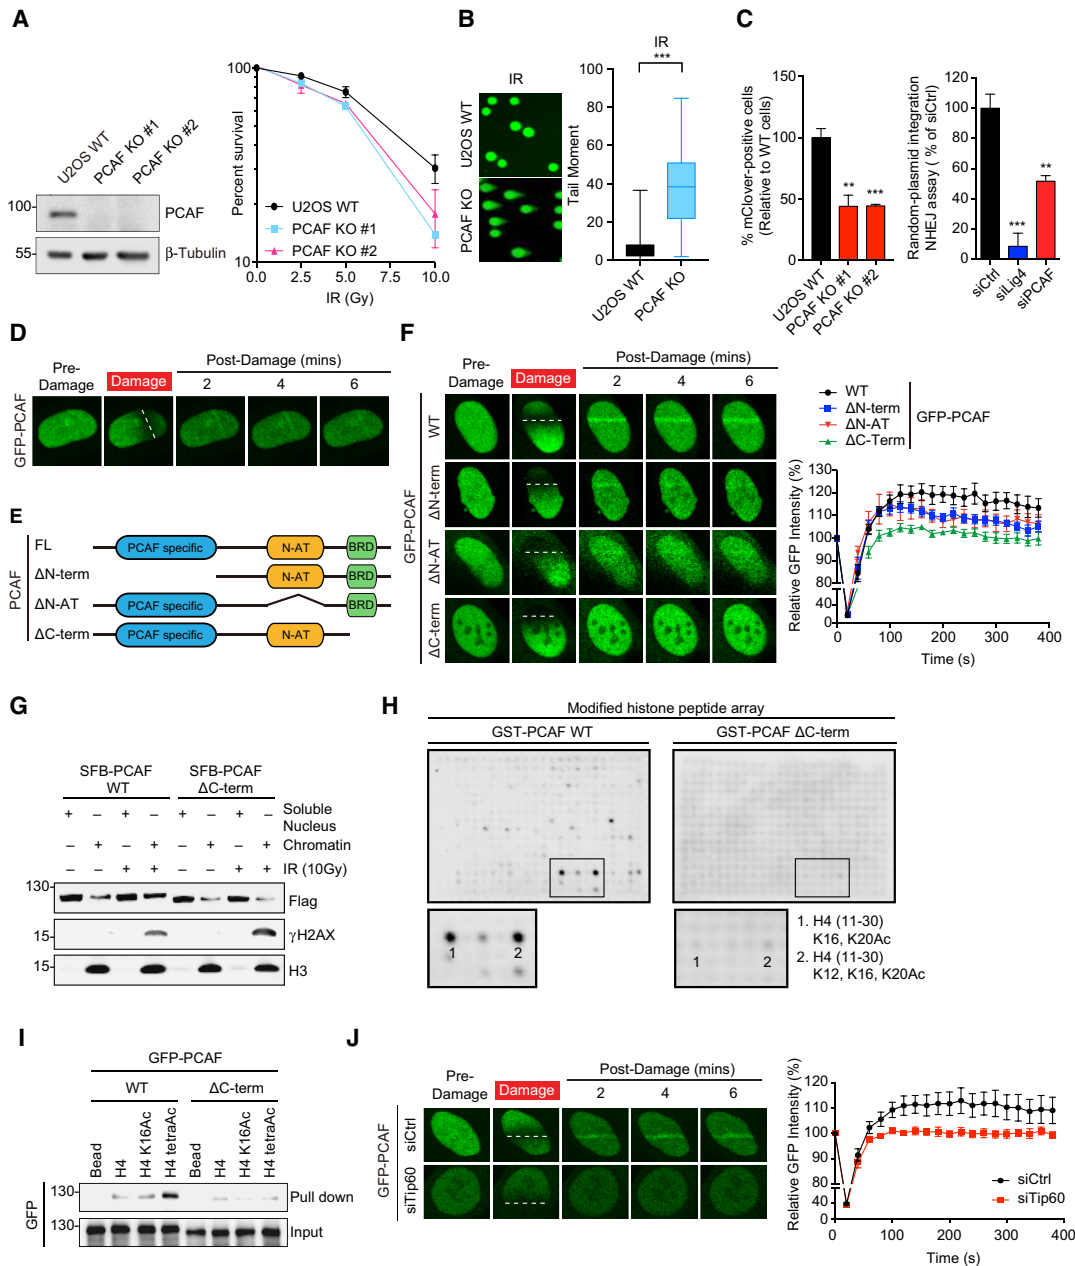 A
U2OS WT
PCAF KO #1
PCAF KO #2
100
55
PCAF
β-Tubulin
Percent survival
100
10
0.0 2.5 5.0 7.5 10.0
IR (Gy)
U2OS WT
PCAF KO #1
PCAF KO #2
B
IR
U2OS WT
PCAF KO
IR
***
Tail Moment
100
80
60
40
20
0
U2OS WT
PCAF KO
C
% mClover-positive cells
(Relative to WT cells)
150
100
50
0
** ***
U2OS WT
PCAF KO #1
PCAF KO #2
Random-plasmid integration
NHEJ assay ( % of siCtrl)
120
100
80
60
40
20
0
*** **
siCtrl
siLig4
siPCAF
D
Pre-
Damage
Damage
Post-Damage (mins)
2 4 6
GFP-PCAF
E
PCAF
FL PCAF specific N-AT BRD
ΔN-term N-AT BRD
ΔN-AT PCAF specific BRD
ΔC-term PCAF specific N-AT
F
Pre-
Damage
Damage
Post-Damage (mins)
2 4 6
GFP-PCAF
WT
ΔN-term
ΔN-AT
ΔC-term
WT
ΔN-term
ΔN-AT
ΔC-Term
GFP-PCAF
Relative GFP Intensity (%)
130
120
110
100
90
80
40
0
0 100 200 300 400
Time (s)
G
SFB-PCAF
WT
SFB-PCAF
ΔC-term
+ – + – + – + – Soluble
Nucleus
– + – + – + – + Chromatin
– – + + – – + + IR (10Gy)
130 Flag
15 γH2AX
15 H3
H
Modified histone peptide array
GST-PCAF WT
GST-PCAF ΔC-term
1 2
1 2
1. H4 (11-30)
K16, K20Ac
2. H4 (11-30)
K12, K16, K20Ac
I
GFP-PCAF
WT ΔC-term
Bead
H4
H4 K16Ac
H4 tetraAc
Bead
H4
H4 K16Ac
H4 tetraAc
GFP
130 Pull down
130 Input
J
Pre-
Damage
Damage
Post-Damage (mins)
2 4 6
GFP-PCAF
siCtrl
siTip60
Relative GFP Intensity (%)
120
110
100
90
80
40
0
siCtrl
siTip60
0 100 200 300 400
Time (s)